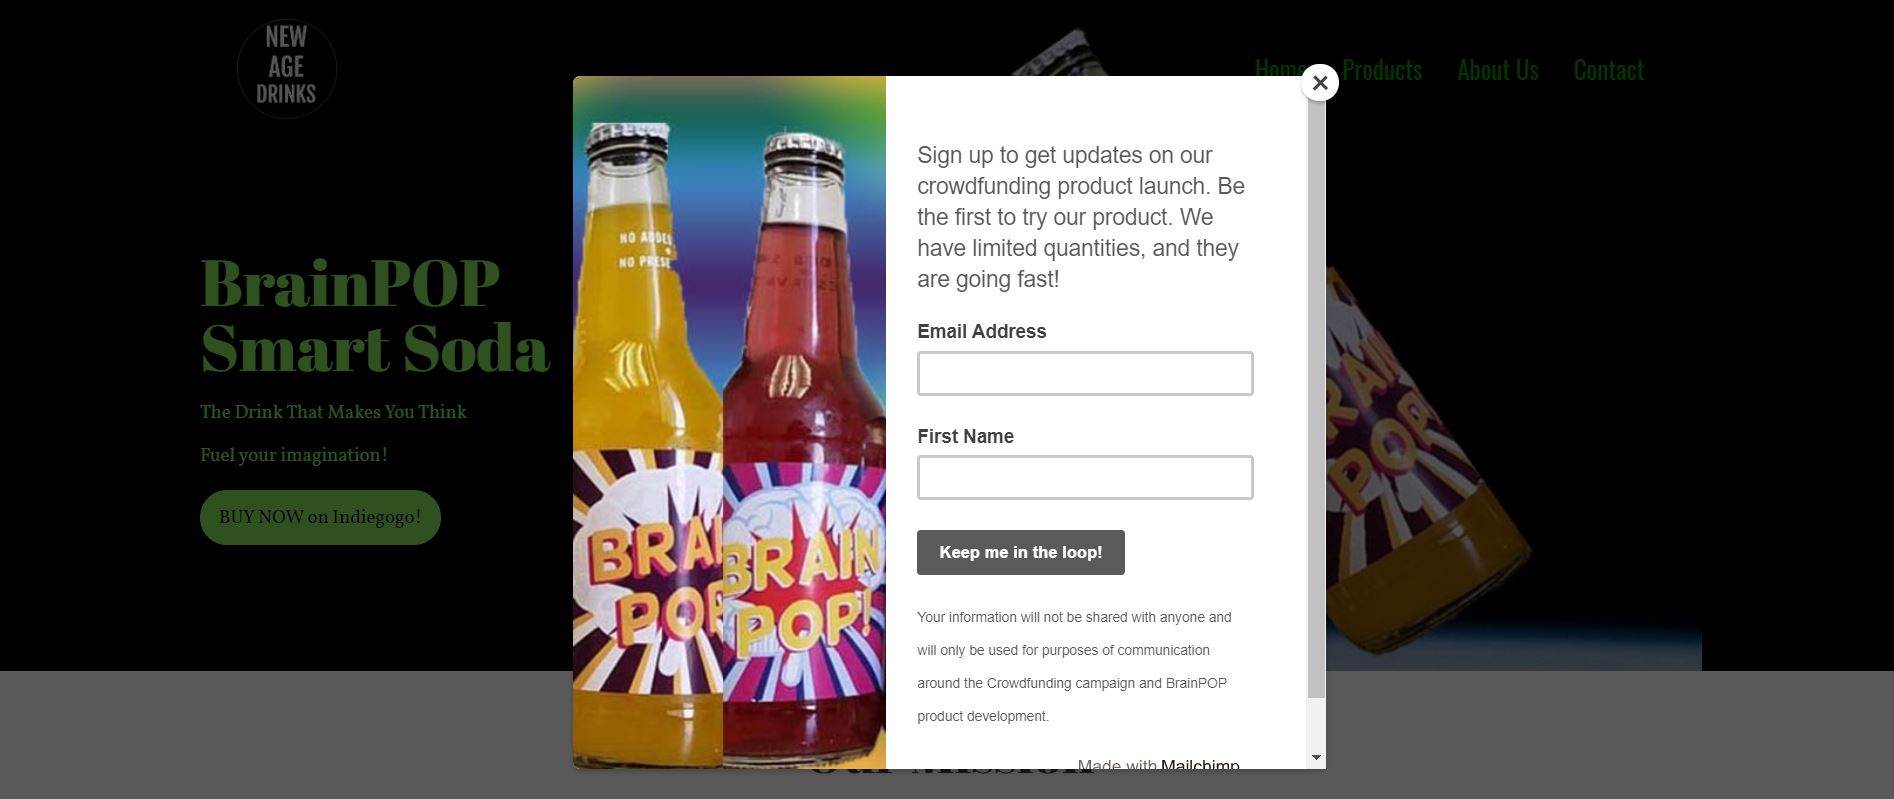 NEW
AGE
DRINKS
Home
Products
About Us
Contact
BrainPOP
Smart Soda
The Drink That Makes You Think
Fuel your imagination!
BUY NOW on Indiegogo!
NO ADDED
+
NO PRESE
BRAI
POP
BRAIN
POP!
Sign up to get updates on our
crowdfunding product launch. Be
the first to try our product. We
have limited quantities, and they
are going fast!
Email Address
First Name
Keep me in the loop!
Your information will not be shared with anyone and
will only be used for purposes of communication
around the Crowdfunding campaign and BrainPOP
product development.
Made with Mailchimp
BRAIN
POP!
Our Mission